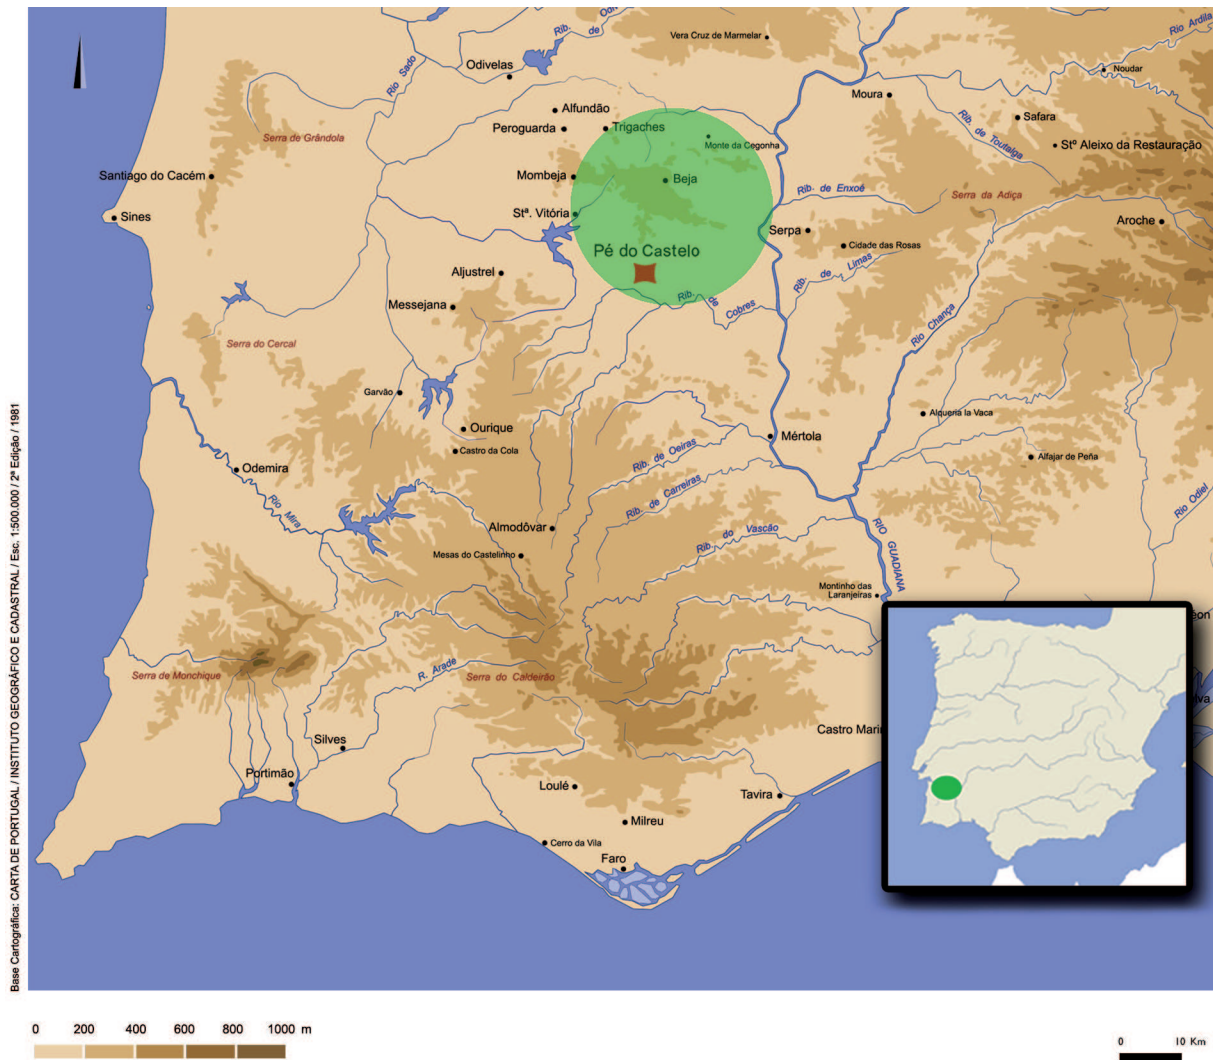 Vera Cruz de Marmelar
Rio Ardila
Rib. de
Odivelas
Rio Sado
Noudar
Moura
Alfundão
Safara
Peroguarda
Trigaches
Serra de Grândola
Monte da Cegonha
Rib. de Toutalga
Stº Aleixo da Restauração
Santiago do Cacém
Mombeja
Beja
Rib. de Enxoé
Serra da Adiça
Sines
Stª. Vitória
Aroche
Serpa
Cidade das Rosas
Pé do Castelo
Aljustrel
Rib. de Limas
Messejana
Rib. de Cobres
Rio Chança
Serra do Cercal
Garvão
Alqueria la Vaca
Ourique
Mértola
Castro da Cola
Rib. de Oeiras
Alfajar de Peña
Odemira
Rio Mira
Rib. de Carreiras
Rio Odiel
Almodôvar
Rib. do Vascão
RIO GUADIANA
Mesas do Castelinho
Montinho das
Laranjeiras
Serra de Monchique
R. Arade
Serra do Caldeirão
Castro Mari
Silves
Portimão
Loulé
Tavira
Milreu
Cerro da Vila
Faro
Base Cartográfica: CARTA DE PORTUGAL / INSTITUTO GEOGRÁFICO E CADASTRAL / Esc. 1:500.000 / 2ª Edição / 1981
0 200 400 600 800 1000 m
0 10 Km